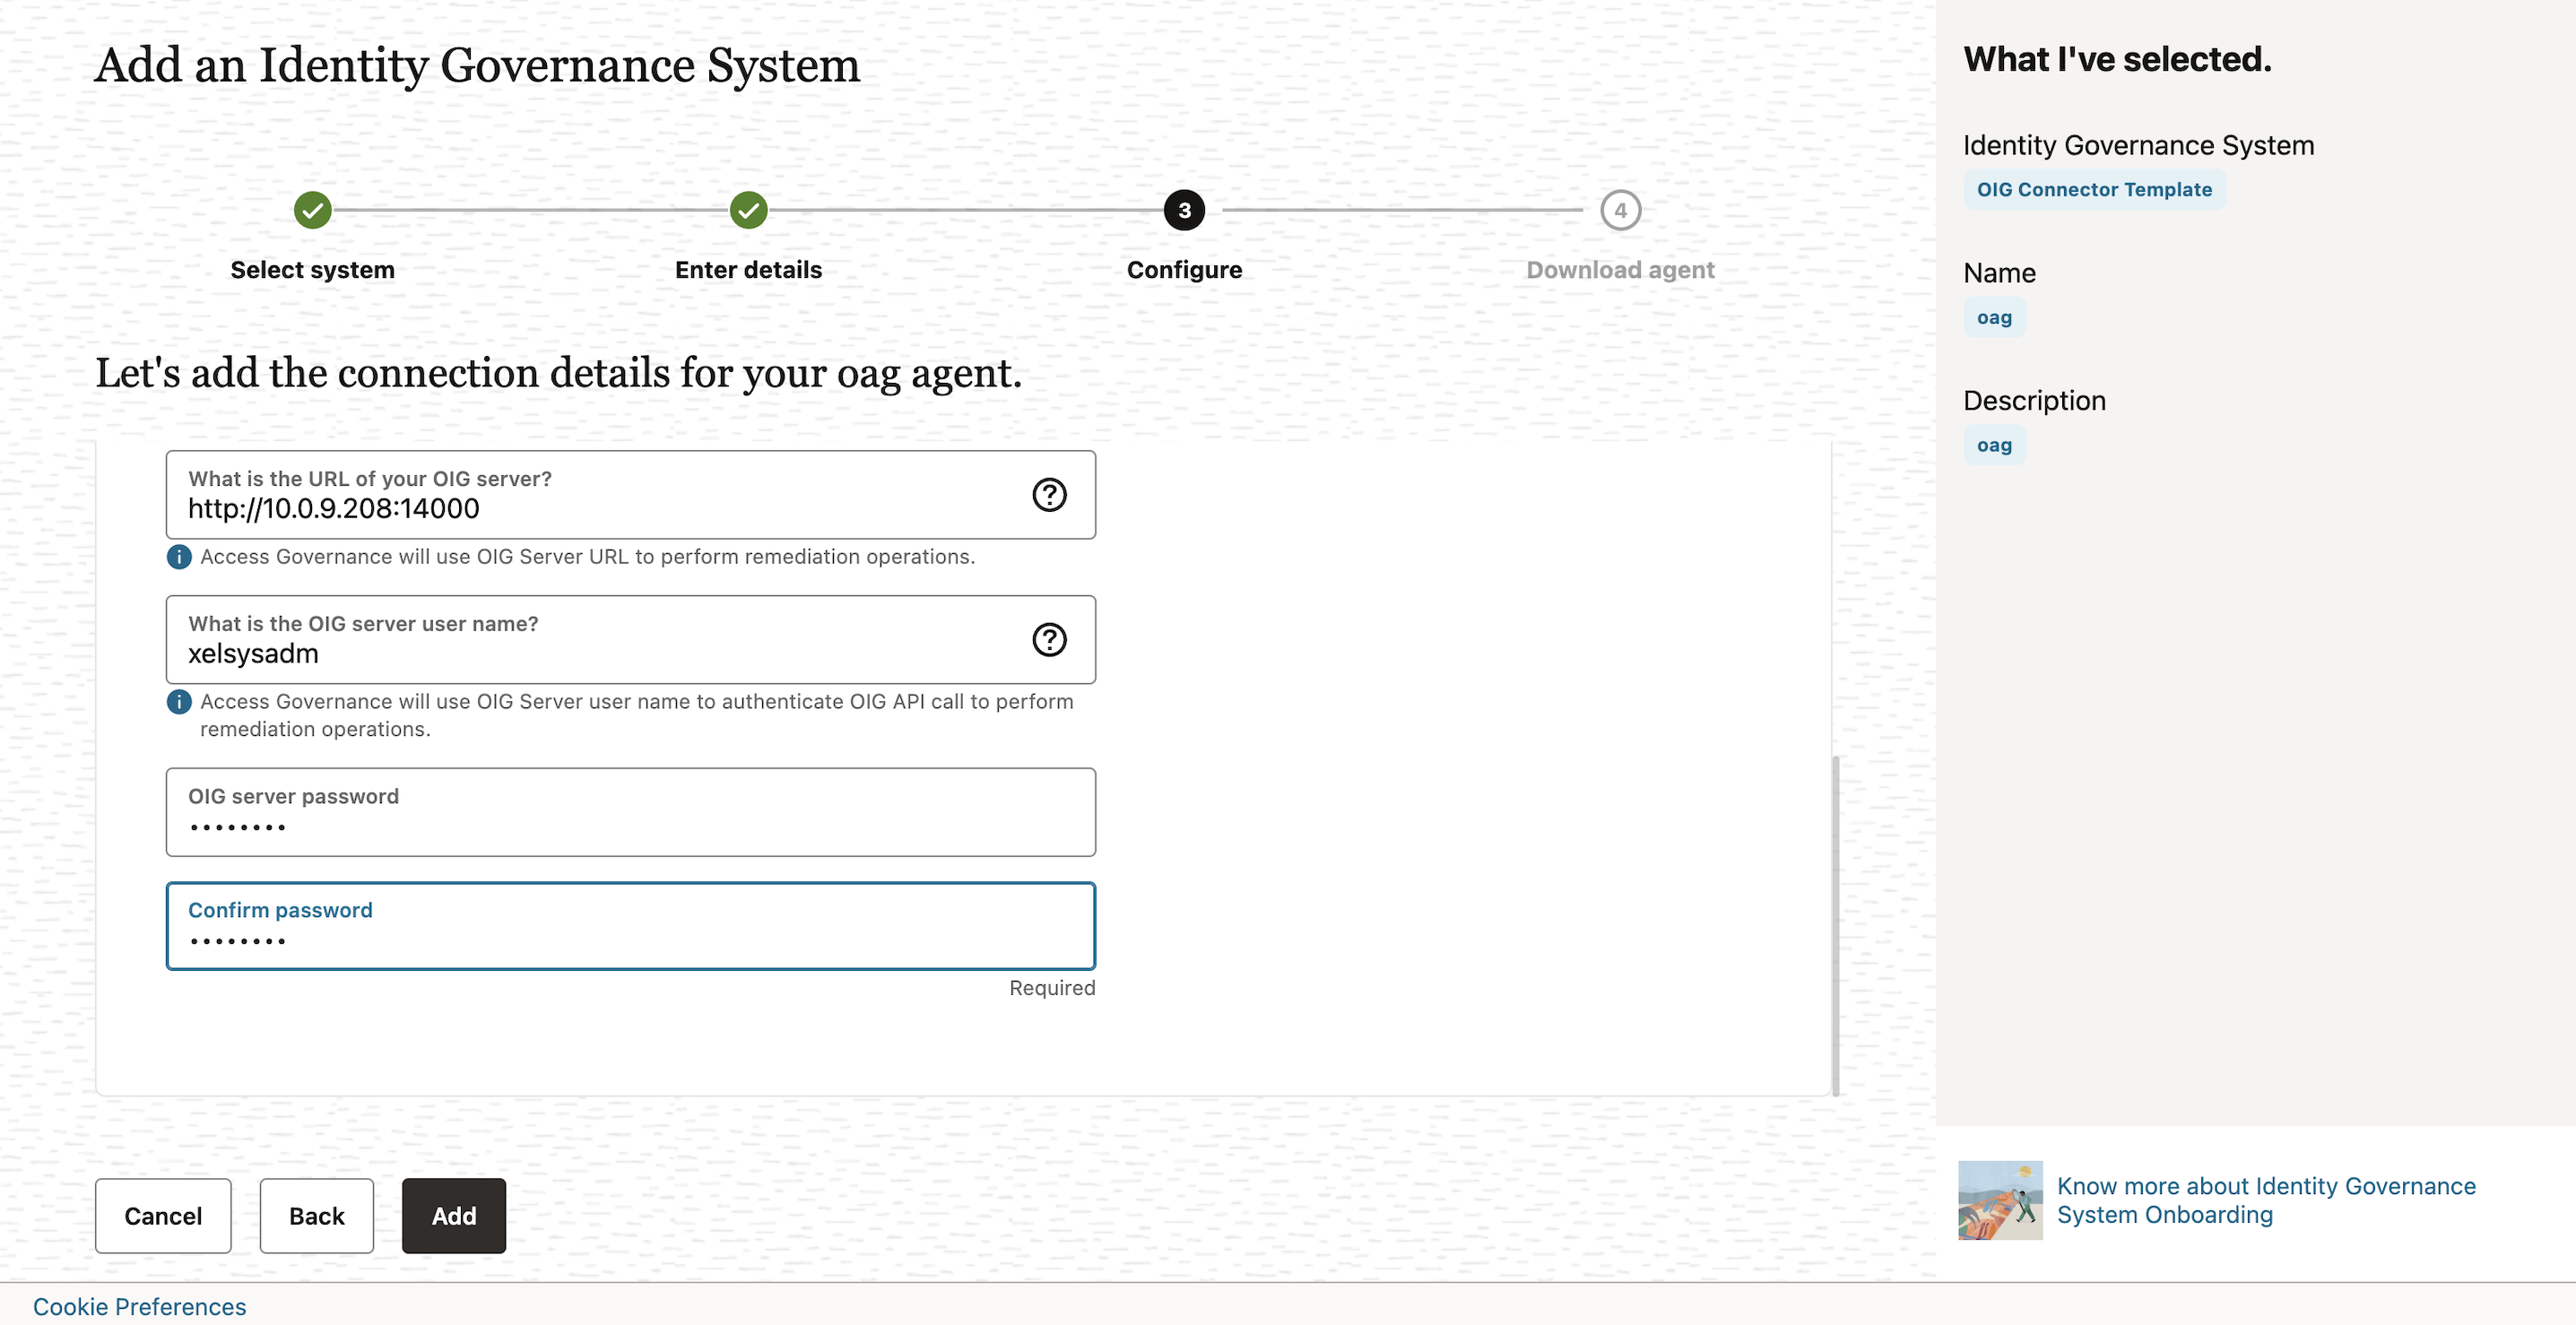 Add an Identity Governance System
Select system
Enter details
3
Configure
4
Download agent
Let's add the connection details for your oag agent.
What is the URL of your OIG server?
http://10.0.9.208:14000
?
i
Access Governance will use OIG Server URL to perform remediation operations.
What is the OIG server user name?
xelsysadm
?
i
Access Governance will use OIG Server user name to authenticate OIG API call to perform
remediation operations.
OIG server password
••••••••
Confirm password
••••••••
Required
Cancel
Back
Add
What I've selected.
Identity Governance System
OIG Connector Template
Name
oag
Description
oag
Know more about Identity Governance
System Onboarding
Cookie Preferences